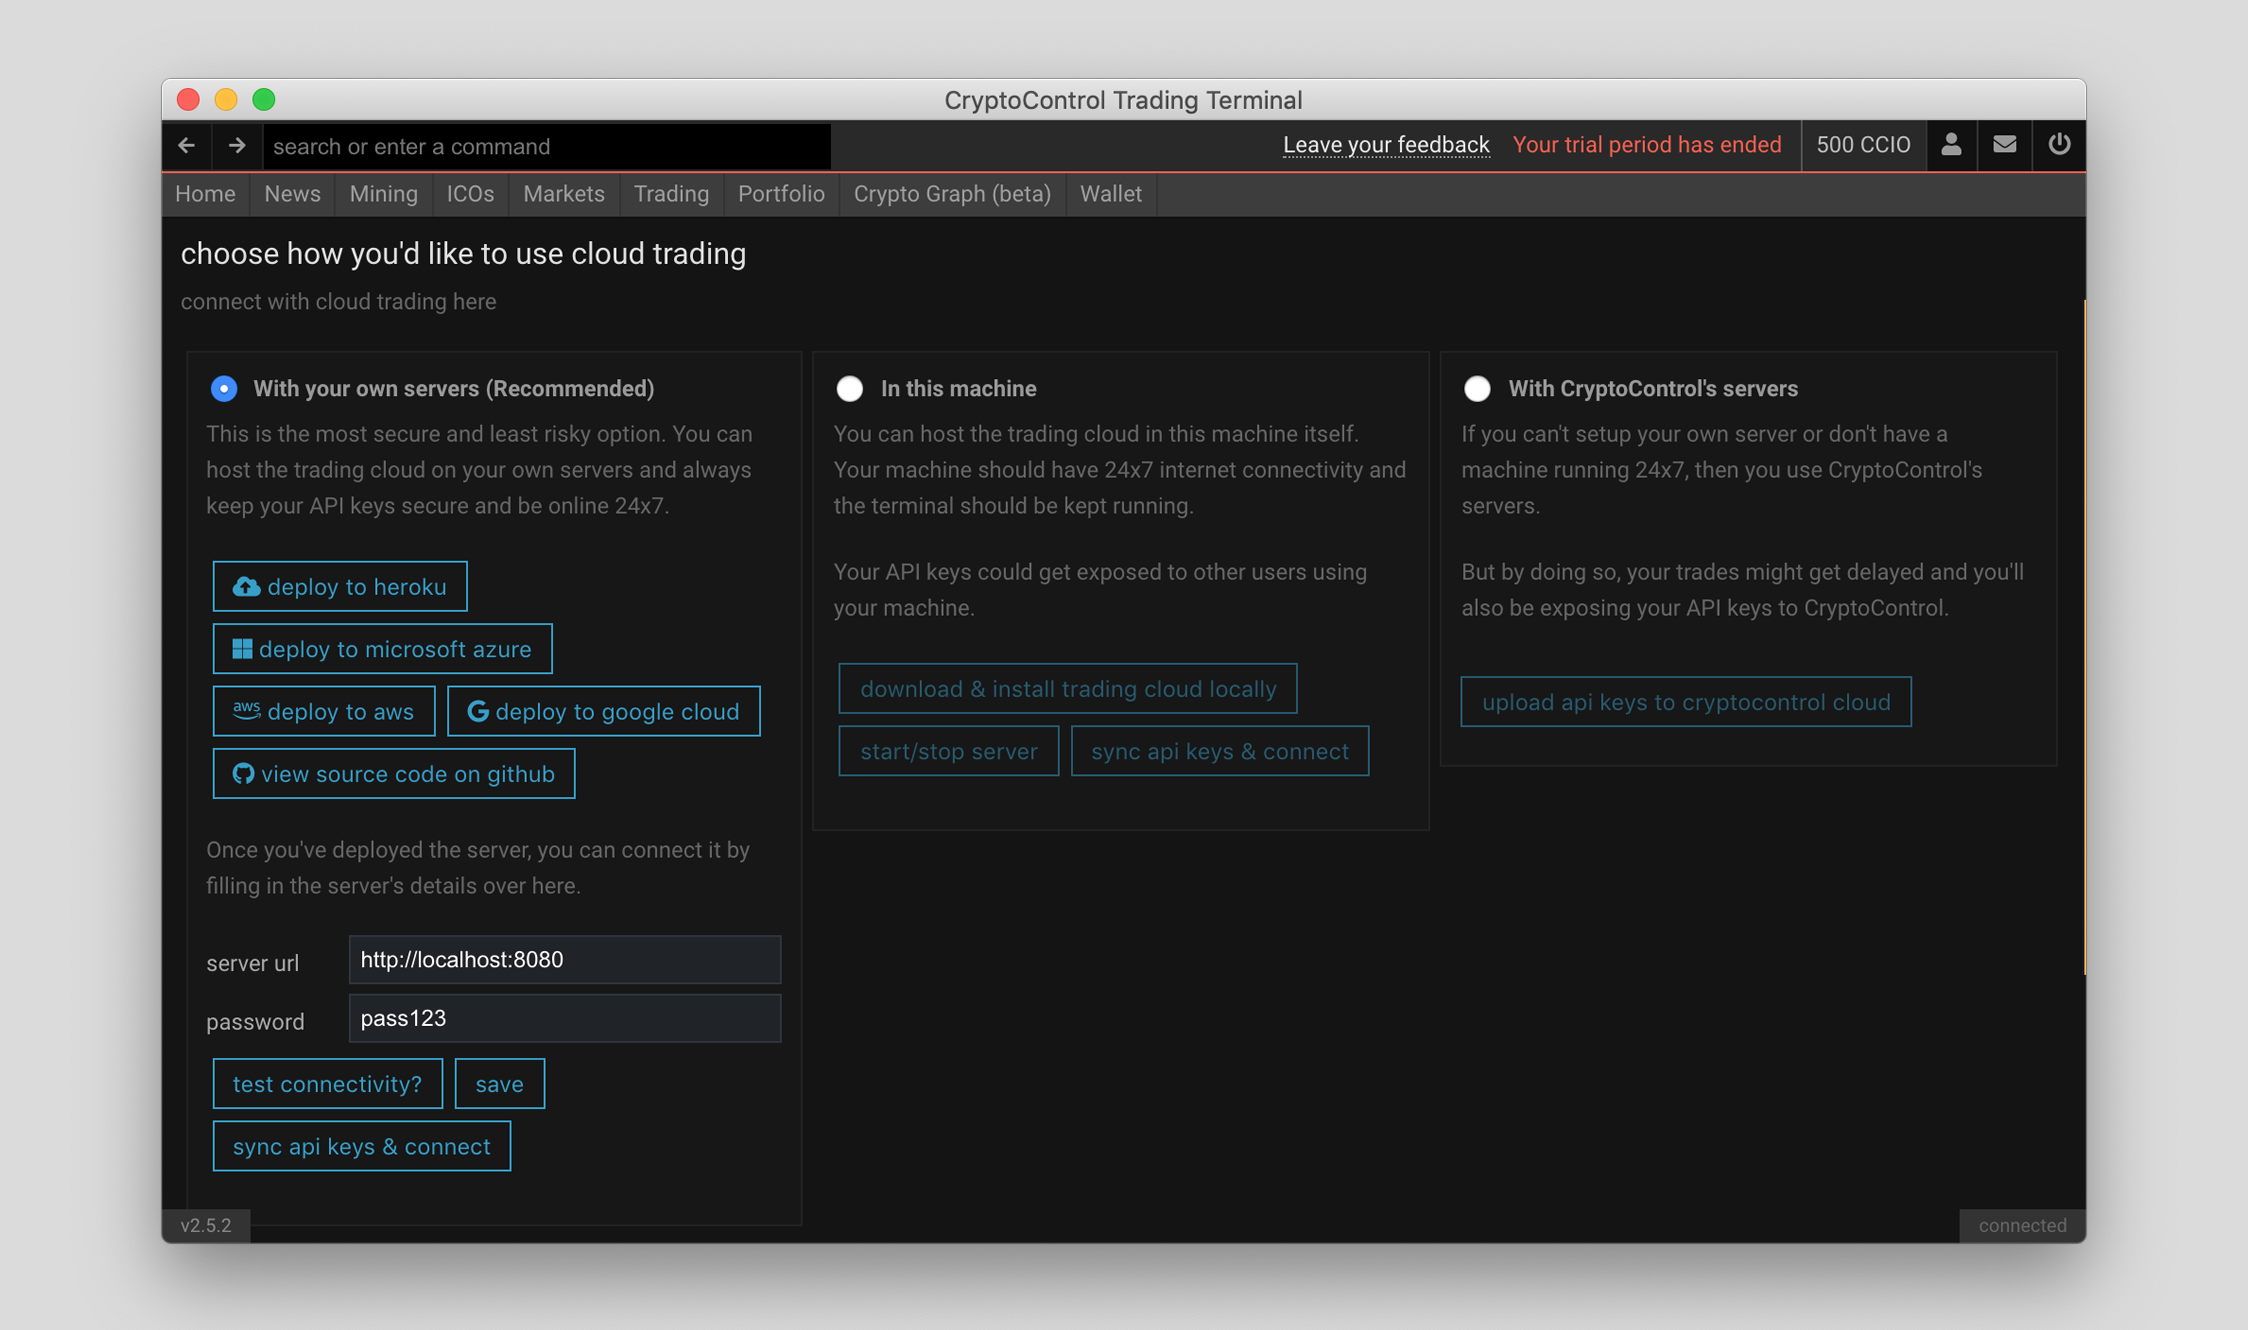 CryptoControl Trading Terminal
search or enter a command
Leave your feedback
Your trial period has ended
500 CCIO
Home
News
Mining
ICOs
Markets
Trading
Portfolio
Crypto Graph (beta)
Wallet
choose how you'd like to use cloud trading
connect with cloud trading here
With your own servers (Recommended)
This is the most secure and least risky option. You can
host the trading cloud on your own servers and always
keep your API keys secure and be online 24x7.
deploy to heroku
deploy to microsoft azure
aws deploy to aws
G deploy to google cloud
view source code on github
Once you've deployed the server, you can connect it by
filling in the server's details over here.
server url
http://localhost:8080
password
pass123
test connectivity?
save
sync api keys & connect
In this machine
You can host the trading cloud in this machine itself.
Your machine should have 24x7 internet connectivity and
the terminal should be kept running.
Your API keys could get exposed to other users using
your machine.
download & install trading cloud locally
start/stop server
sync api keys & connect
With CryptoControl's servers
If you can't setup your own server or don't have a
machine running 24x7, then you use CryptoControl's
servers.
But by doing so, your trades might get delayed and you'll
also be exposing your API keys to CryptoControl.
upload api keys to cryptocontrol cloud
v2.5.2
connected